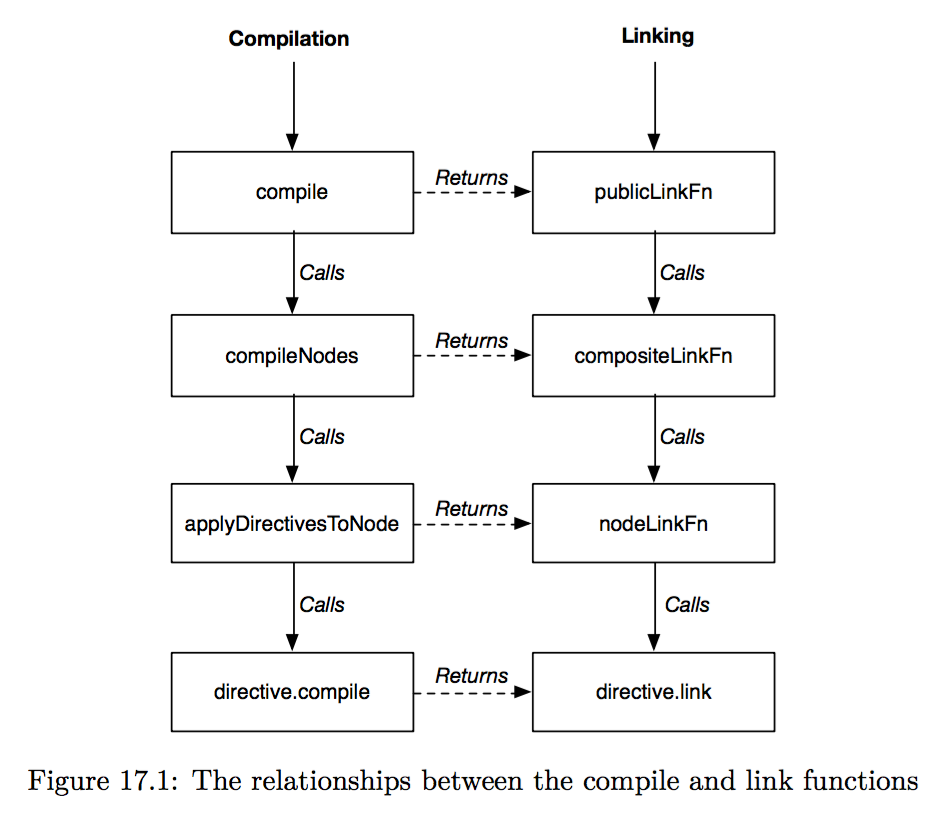 Compilation
Linking
compile
Returns
publicLinkFn
Calls
Calls
compileNodes
Returns
compositeLinkFn
Calls
Calls
applyDirectivesToNode
Returns
nodeLinkFn
Calls
Calls
directive.compile
Returns
directive.link
Figure 17.1: The relationships between the compile and link functions